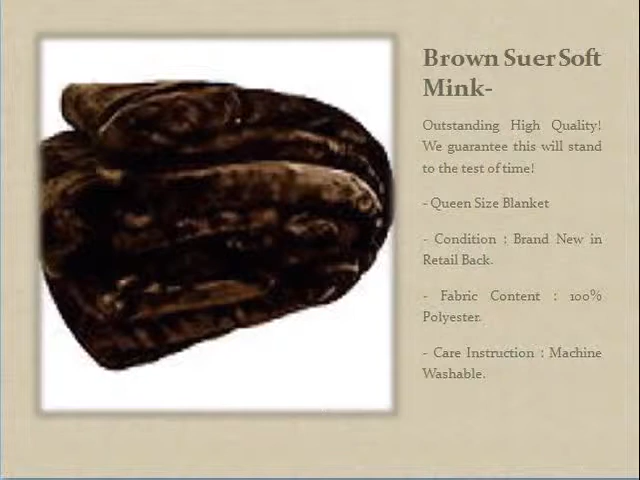 Brown Suer Soft
Mink-
Outstanding High Quality!
We guarantee this will stand
to the test of time!
- Queen Size Blanket
- Condition : Brand New in
Retail Back.
- Fabric Content : 100%
Polyester.
- Care Instruction : Machine
Washable.